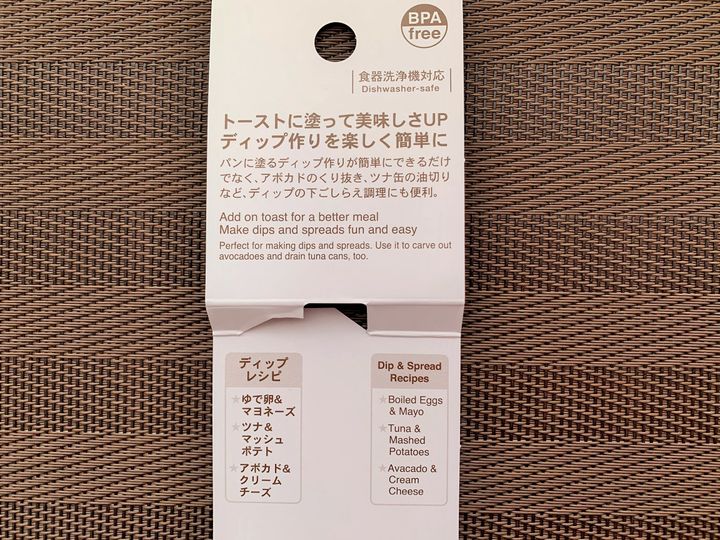 BPA
free
食器洗浄機対応
Dishwasher-safe
トーストに塗って美味しさUP
ディップ作りを楽しく簡単に
パンに塗るディップ作りが簡単にできるだけ
でなく、アボカドのくり抜き、ツナ缶の油切り
など、ディップの下ごしらえ調理にも便利。
Add on toast for a better meal
Make dips and spreads fun and easy
Perfect for making dips and spreads. Use it to carve out
avocadoes and drain tuna cans, too.
ディップ
レシピ
★ゆで卵&
マヨネーズ
★ツナ&
マッシュ
ポテト
★アボカド&
クリーム
チーズ
Dip & Spread
Recipes
★Boiled Eggs
& Mayo
★Tuna &
Mashed
Potatoes
★Avacado &
Cream
Cheese